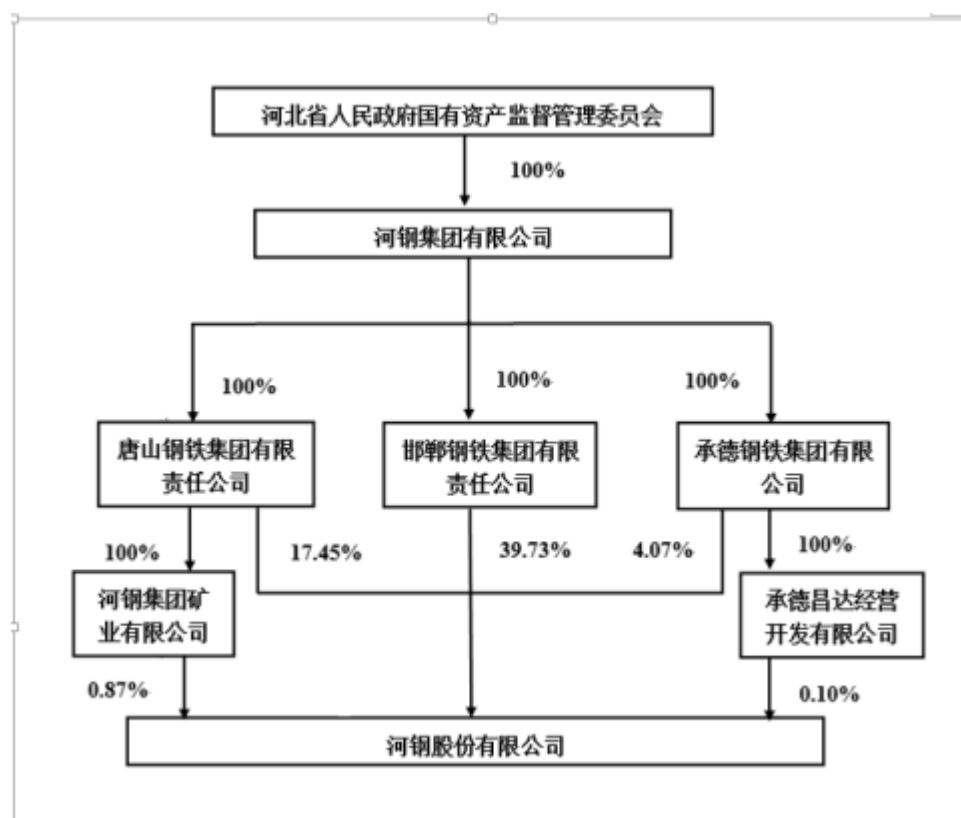 河北省人民政府国有资产监督管理委员会
100%
河钢集团有限公司
100%
100%
100%
唐山钢铁集团有限
责任公司
邯郸钢铁集团有限
责任公司
承德钢铁集团有限
公司
100%
17.45%
39.73%
4.07%
100%
河钢集团矿
业有限公司
承德昌达经营
开发有限公司
0.87%
0.10%
河钢股份有限公司